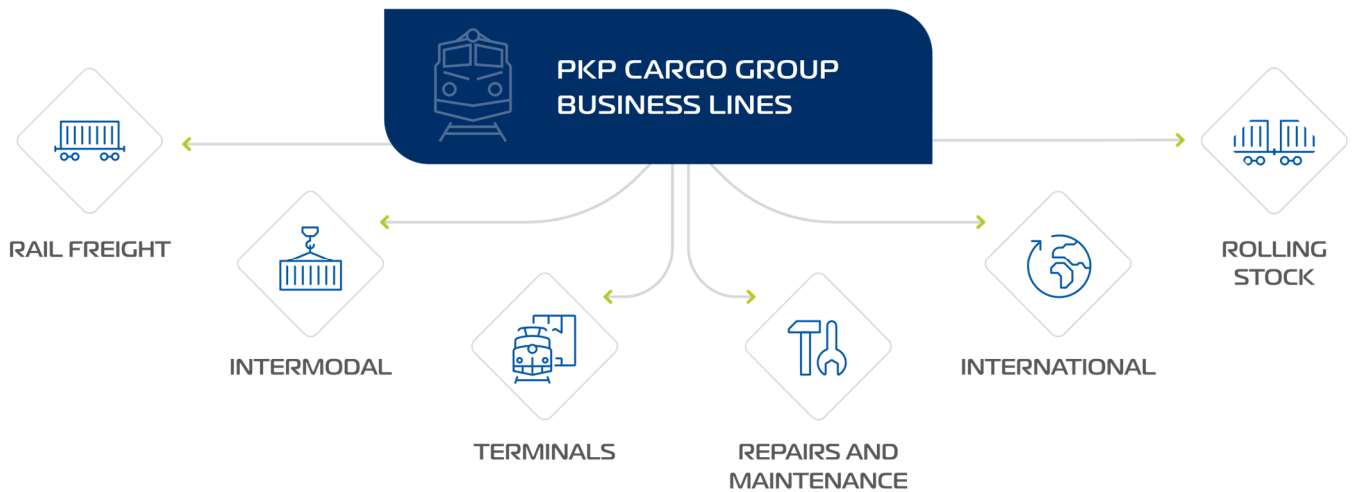 PKP CARGO GROUP
BUSINESS LINES
RAIL FREIGHT
INTERMODAL
TERMINALS
REPAIRS AND
MAINTENANCE
INTERNATIONAL
ROLLING
STOCK